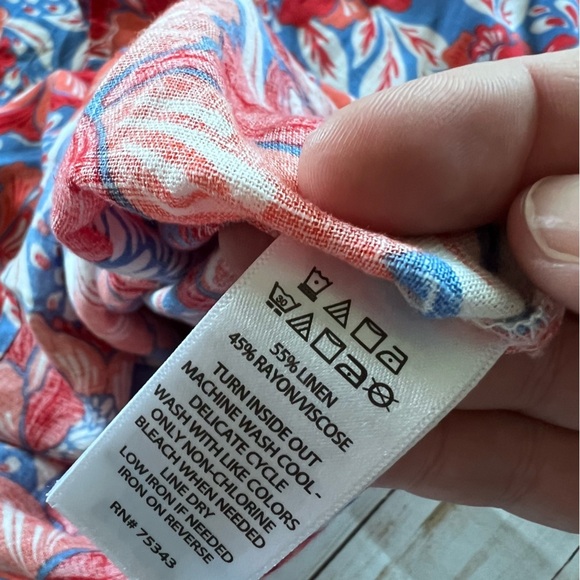 30
55% LINEN
45% RAYON/VISCOSE
TURN INSIDE OUT.
MACHINE WASH COOL -
DELICATE CYCLE
WASH WITH LIKE COLORS
ONLY NON-CHLORINE
BLEACH WHEN NEEDED
LINE DRY
LOW IRON IF NEEDED
IRON ON REVERSE
RN# 75343